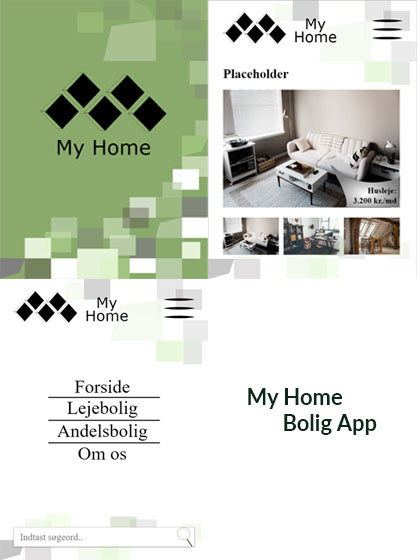 My Home
My
Home
Placeholder
Husleje:
3.200 kr./md
My
Home
Forside
Lejebolig
Andelsbolig
Om os
Indtast søgeord..
My Home
Bolig App